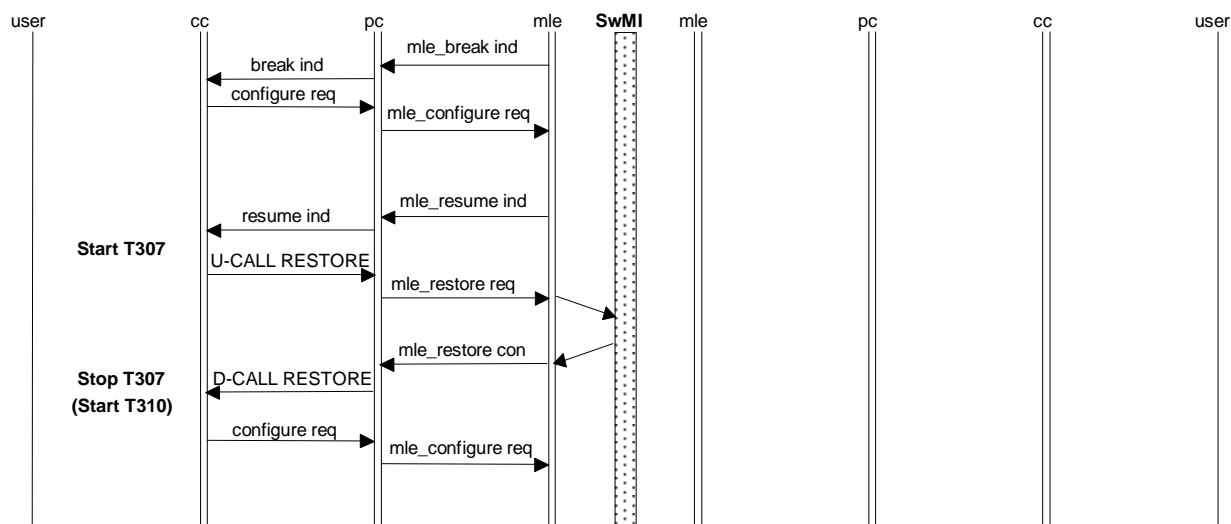 user cc pc mle SwMI mle pc cc user
mle_break ind
break ind
configure req
mle_configure req
mle_resume ind
resume ind
Start T307
U-CALL RESTORE
mle_restore req
mle_restore con
Stop T307
D-CALL RESTORE
(Start T310)
configure req
mle_configure req